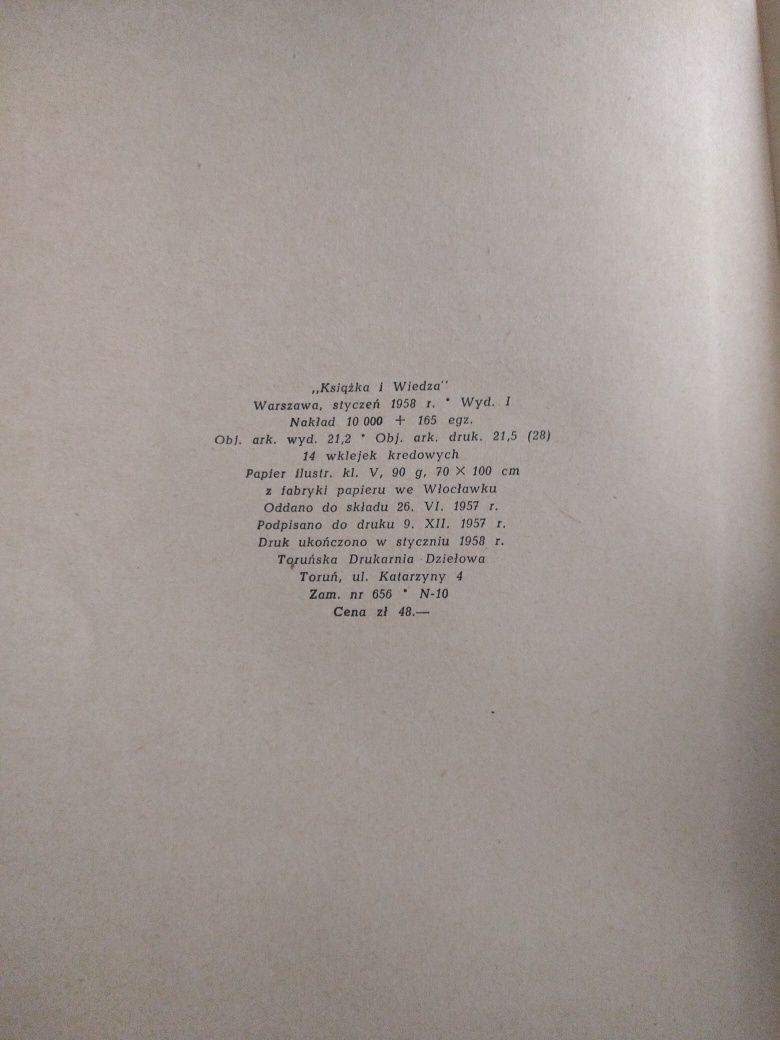 „Książka i Wiedza"
Warszawa, styczeń 1958 r. * Wyd. I
Nakład 10 000 + 165 egz.
Obj. ark. wyd. 21,2 * Obj. ark. druk. 21,5 (28)
14 wklejek kredowych
Papier ilustr. kl. V, 90 g, 70 × 100 cm
z fabryki papieru we Włocławku
Oddano do składu 26. VI. 1957 r.
Podpisano do druku 9. XII. 1957 r.
Druk ukończono w styczniu 1958 r.
Toruńska Drukarnia Dziełowa
Toruń, ul. Katarzyny 4
Zam. nr 656 * N-10
Cena zł 48.—